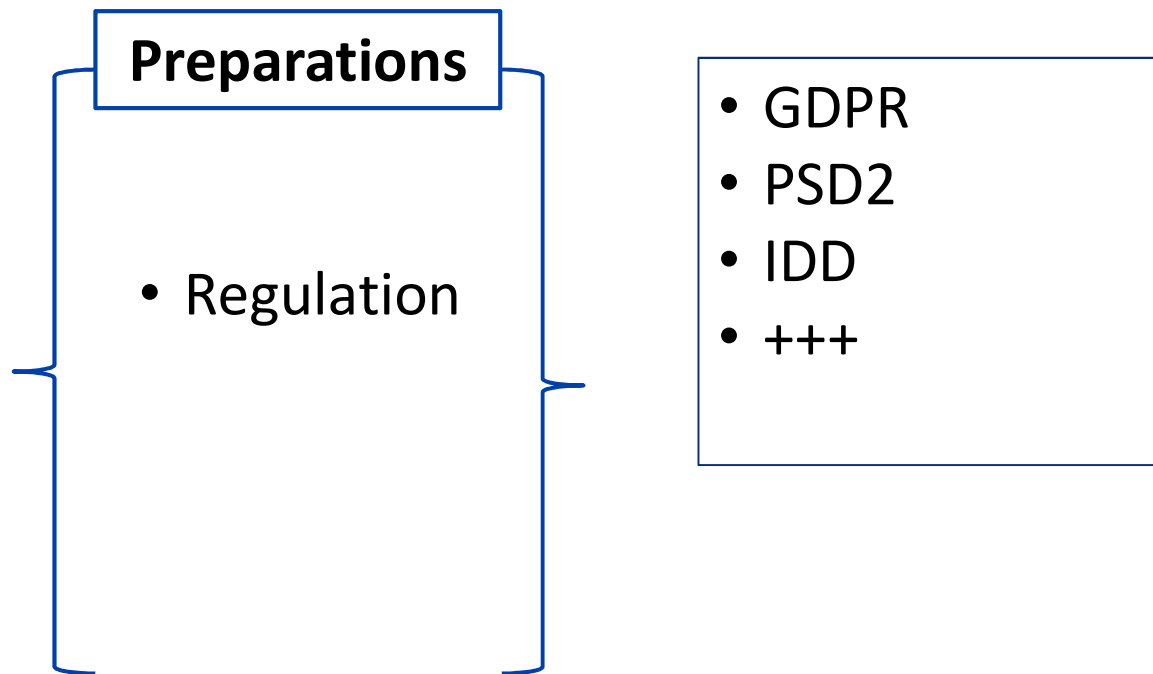 Preparations
• Regulation
• GDPR
• PSD2
• IDD
• +++